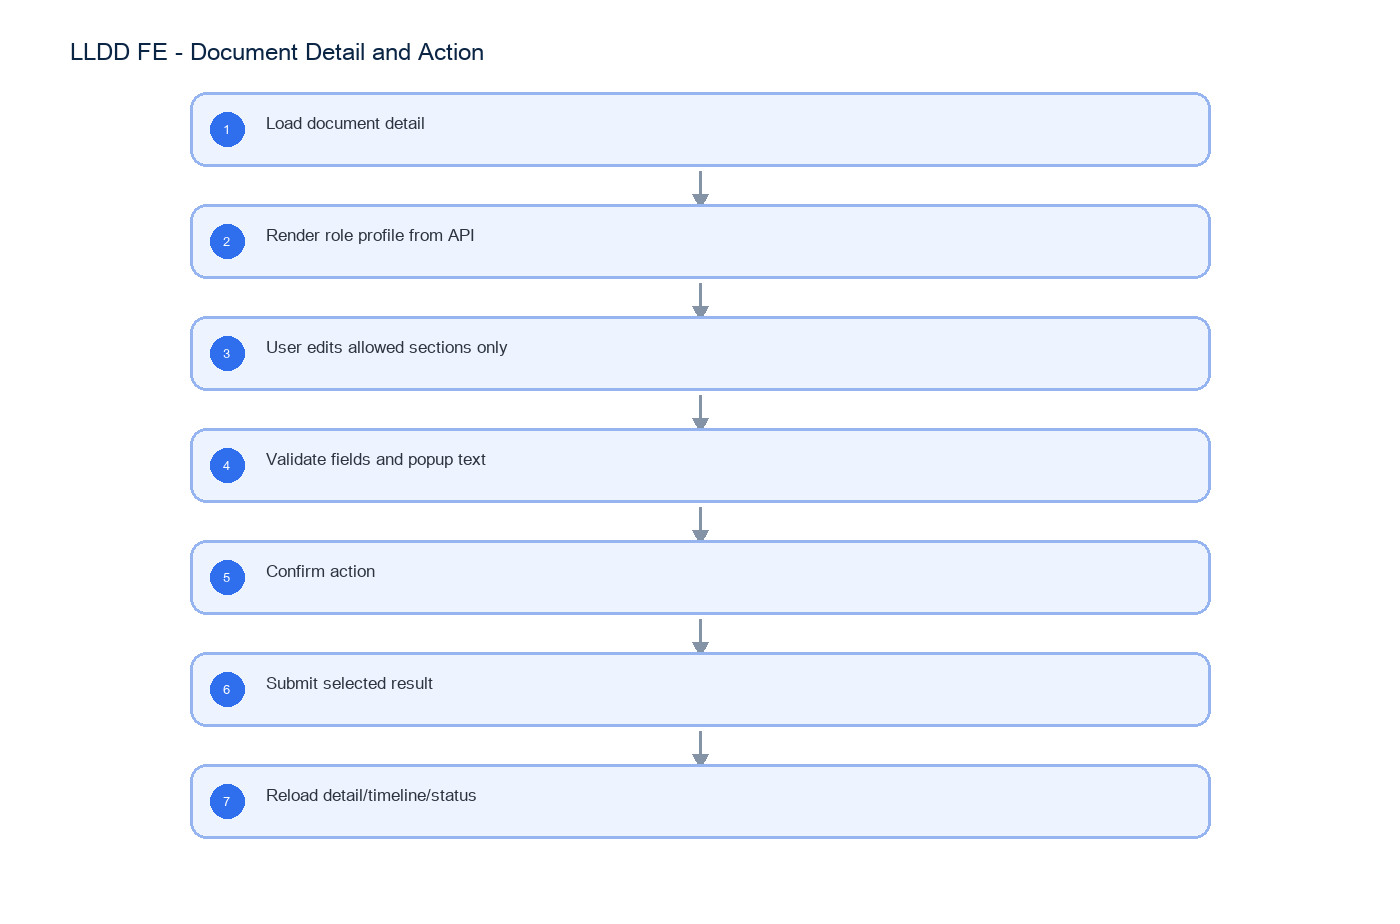 LLDD FE - Document Detail and Action
1 Load document detail
2 Render role profile from API
3 User edits allowed sections only
4 Validate fields and popup text
5 Confirm action
6 Submit selected result
7 Reload detail/timeline/status